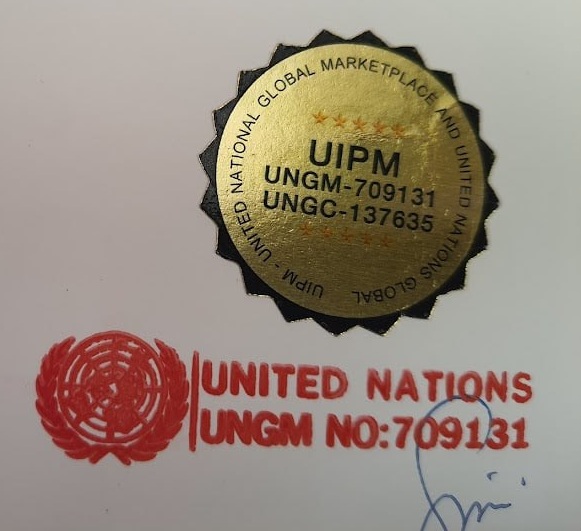 UIPM - UNITED NATIONAL GLOBAL MARKETPLACE AND UNITED NATIONS GLOBAL
UIPM
UNGM-709131
UNGC-137635
UNITED NATIONS
UNGM NO:709131